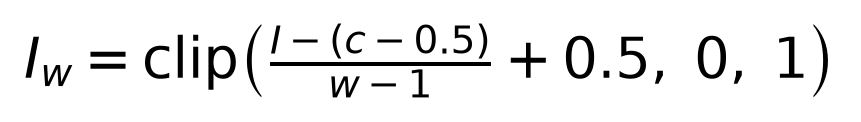 I_w = clip( (I − (c − 0.5)) / (w − 1) + 0.5, 0, 1 )